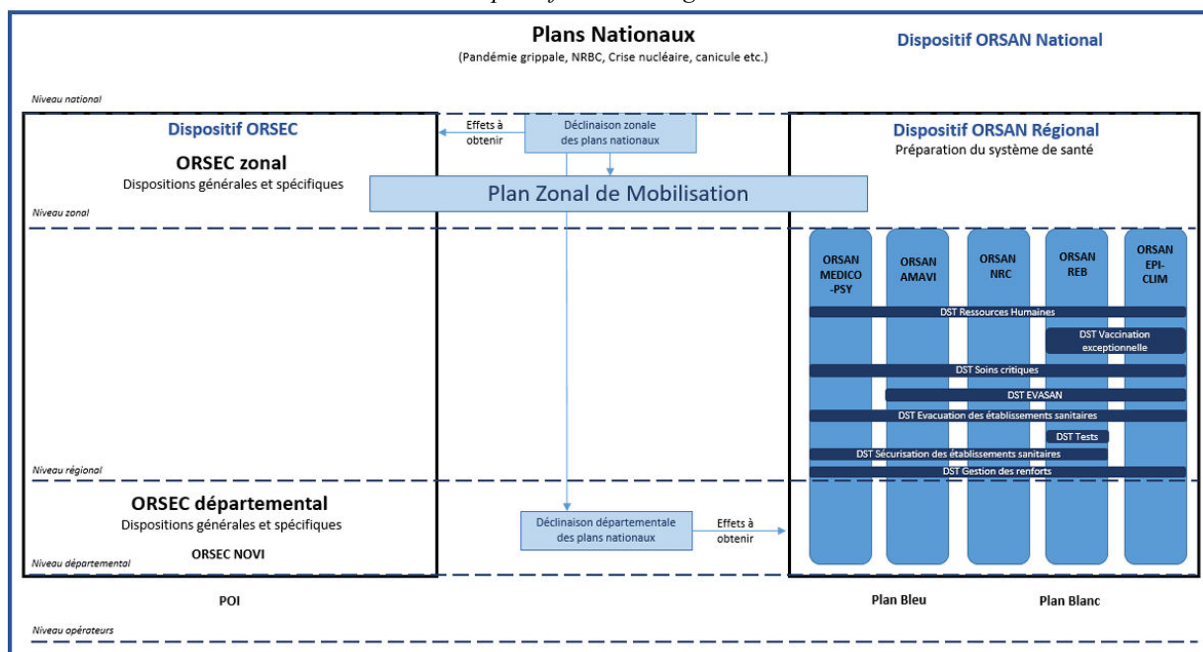 Plans Nationaux
(Pandémie grippale, NRBC, Crise nucléaire, canicule etc.)
Dispositif ORSAN National
Niveau national
Dispositif ORSEC
ORSEC zonal
Dispositions générales et spécifiques
Effets à
obtenir
Déclinaison zonale
des plans nationaux
Dispositif ORSAN Régional
Préparation du système de santé
Plan Zonal de Mobilisation
Niveau zonal
ORSAN
MEDICO
-PSY
ORSAN
AMAVI
ORSAN
NRC
ORSAN
REB
ORSAN
EPI-
CLIM
DST Ressources Humaines
DST Vaccination
exceptionnelle
DST Soins critiques
DST EVASAN
DST Evacuation des établissements sanitaires
DST Tests
DST Sécurisation des établissements sanitaires
DST Gestion des renforts
Niveau régional
ORSEC départemental
Dispositions générales et spécifiques
ORSEC NOVI
Déclinaison départementale
des plans nationaux
Effets à
obtenir
Niveau départemental
POI
Plan Bleu
Plan Blanc
Niveau opérateurs